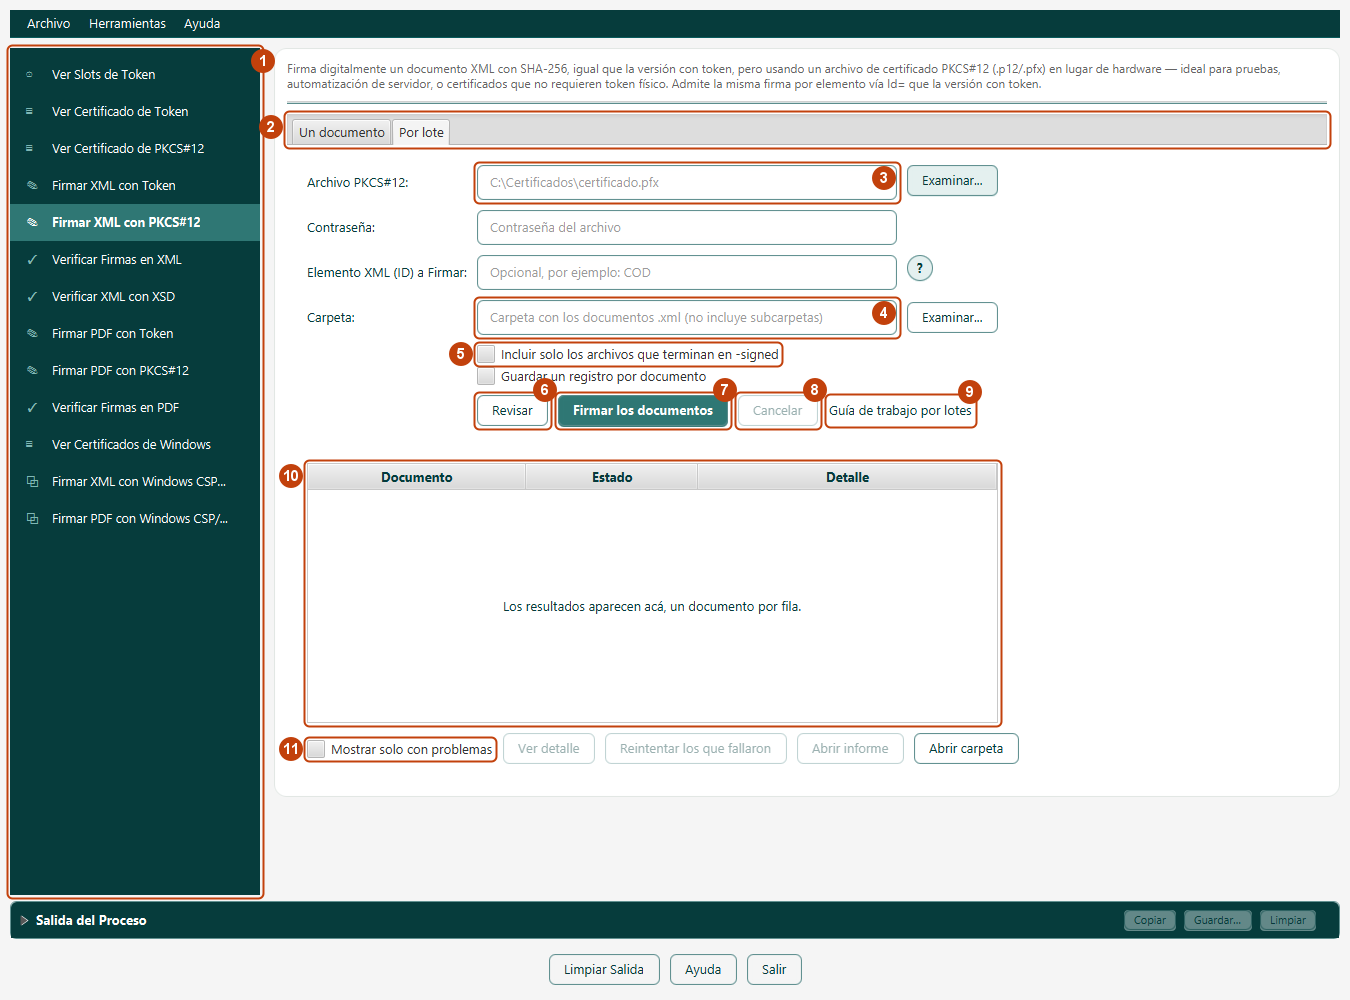 Archivo Herramientas Ayuda
1
Ver Slots de Token
Ver Certificado de Token
Ver Certificado de PKCS#12
Firmar XML con Token
Firmar XML con PKCS#12
Verificar Firmas en XML
Verificar XML con XSD
Firmar PDF con Token
Firmar PDF con PKCS#12
Verificar Firmas en PDF
Ver Certificados de Windows
Firmar XML con Windows CSP...
Firmar PDF con Windows CSP/...
Firma digitalmente un documento XML con SHA-256, igual que la versión con token, pero usando un archivo de certificado PKCS#12 (.p12/.pfx) en lugar de hardware — ideal para pruebas,
automatización de servidor, o certificados que no requieren token físico. Admite la misma firma por elemento vía Id= que la versión con token.
2
Un documento Por lote
Archivo PKCS#12: C:\Certificados\certificado.pfx 3 Examinar...
Contraseña: Contraseña del archivo
Elemento XML (ID) a Firmar: Opcional, por ejemplo: COD ?
Carpeta: Carpeta con los documentos .xml (no incluye subcarpetas) 4 Examinar...
5 Incluir solo los archivos que terminan en -signed
Guardar un registro por documento
6 7 8 9
Revisar Firmar los documentos Cancelar Guía de trabajo por lotes
10
Documento Estado Detalle
Los resultados aparecen acá, un documento por fila.
11 Mostrar solo con problemas Ver detalle Reintentar los que fallaron Abrir informe Abrir carpeta
Salida del Proceso Copiar Guardar... Limpiar
Limpiar Salida Ayuda Salir